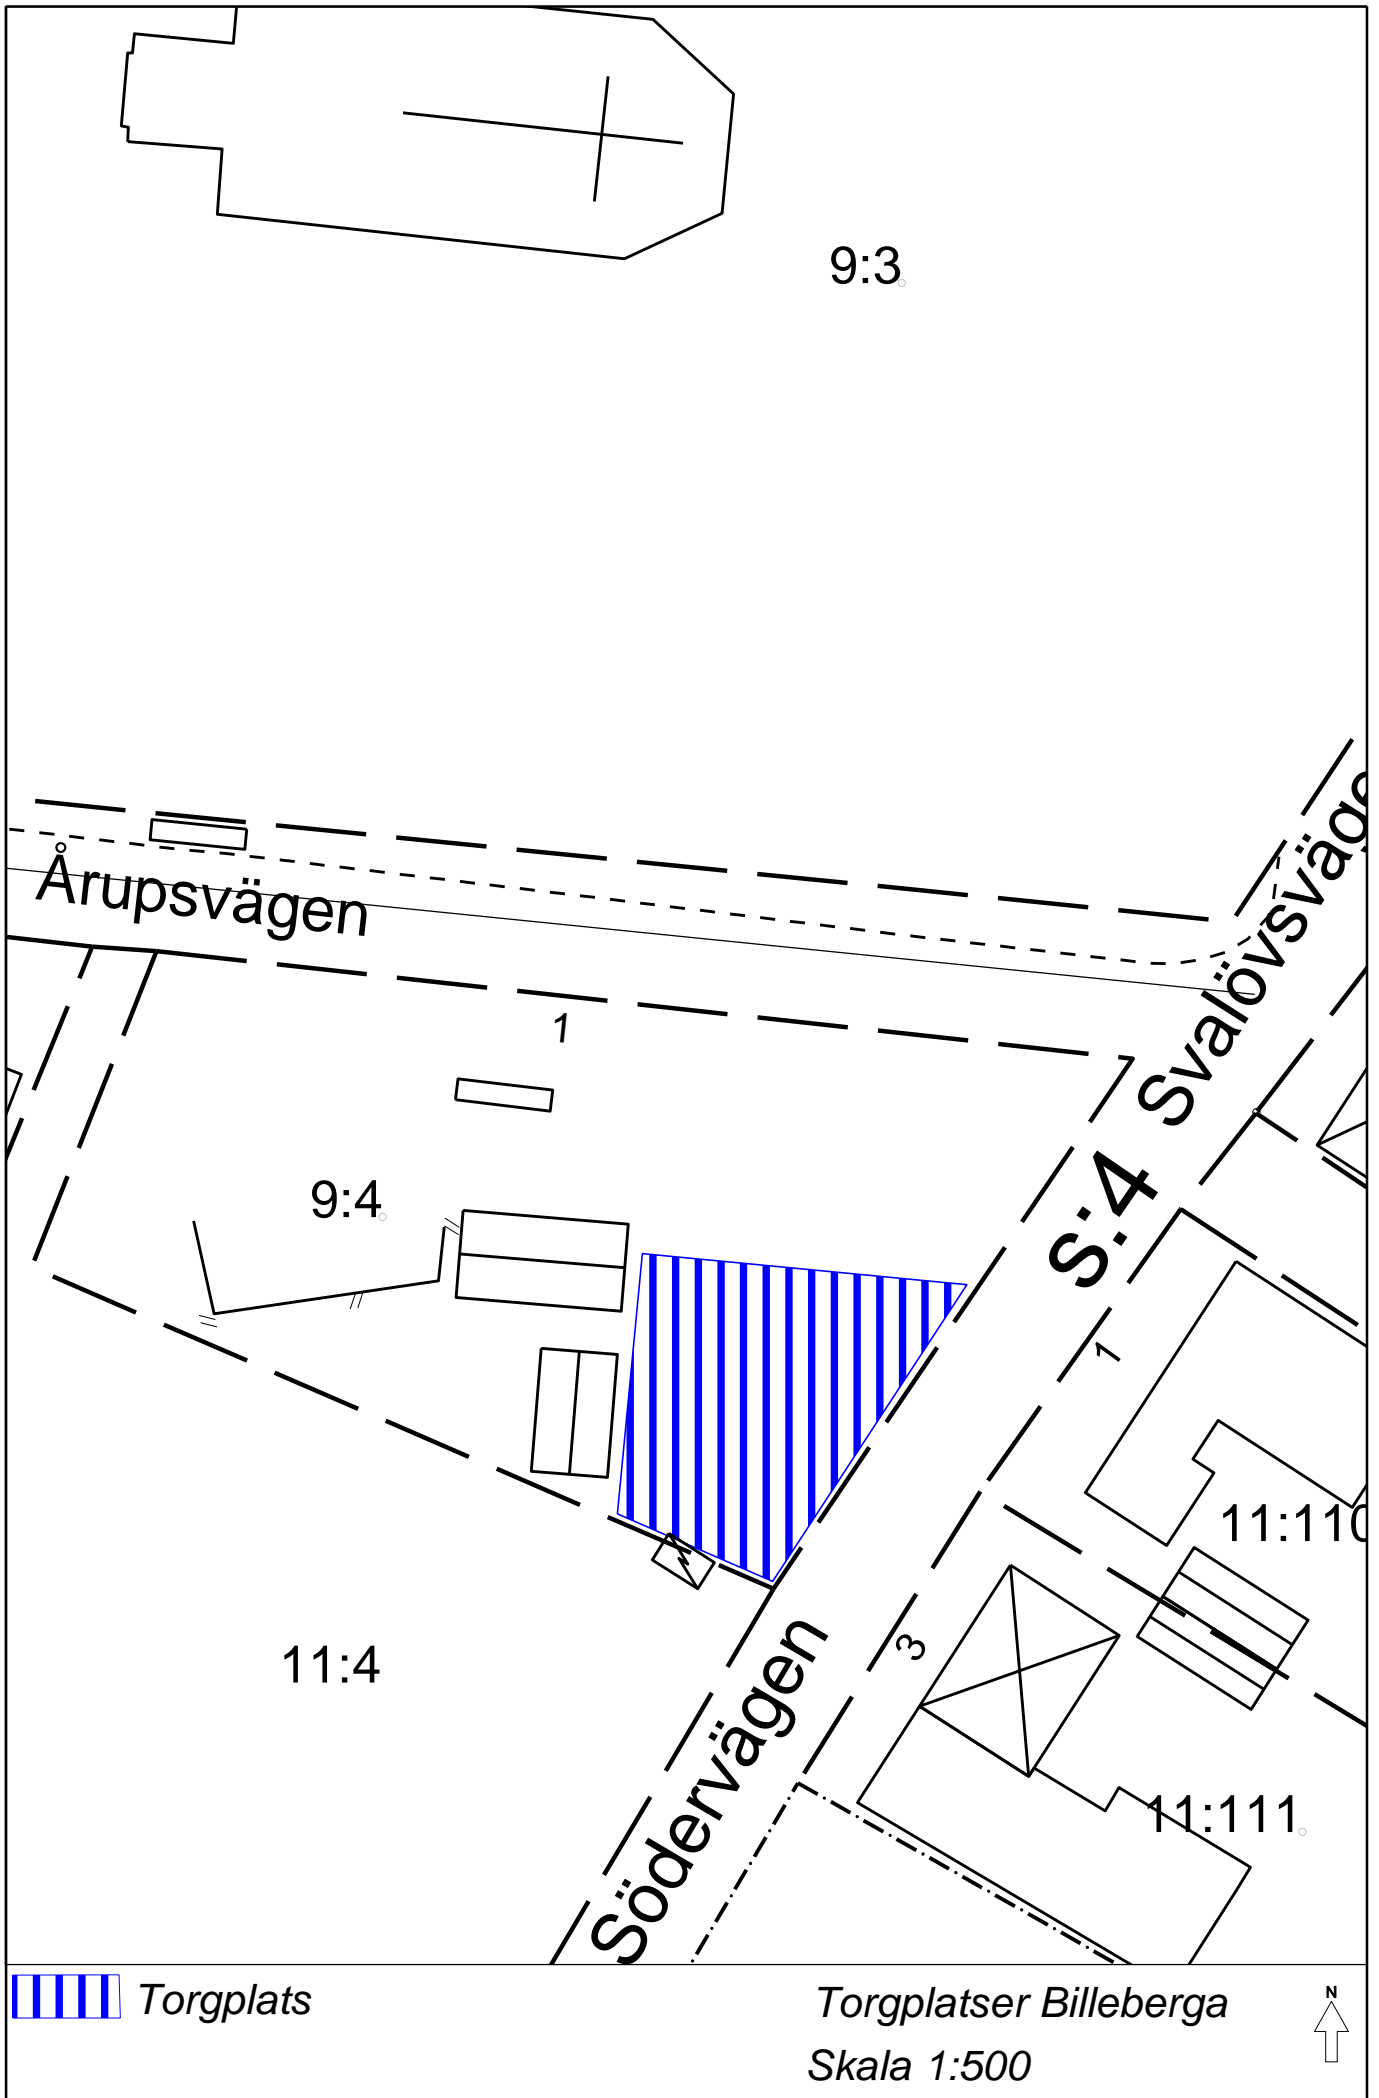 9:3
Årupsvägen
Svalövsväge
1
S:4
9:4
1
11:110
3
11:4
Södervägen
11:111
Torgplats
Torgplatser Billeberga
N
Skala 1:500